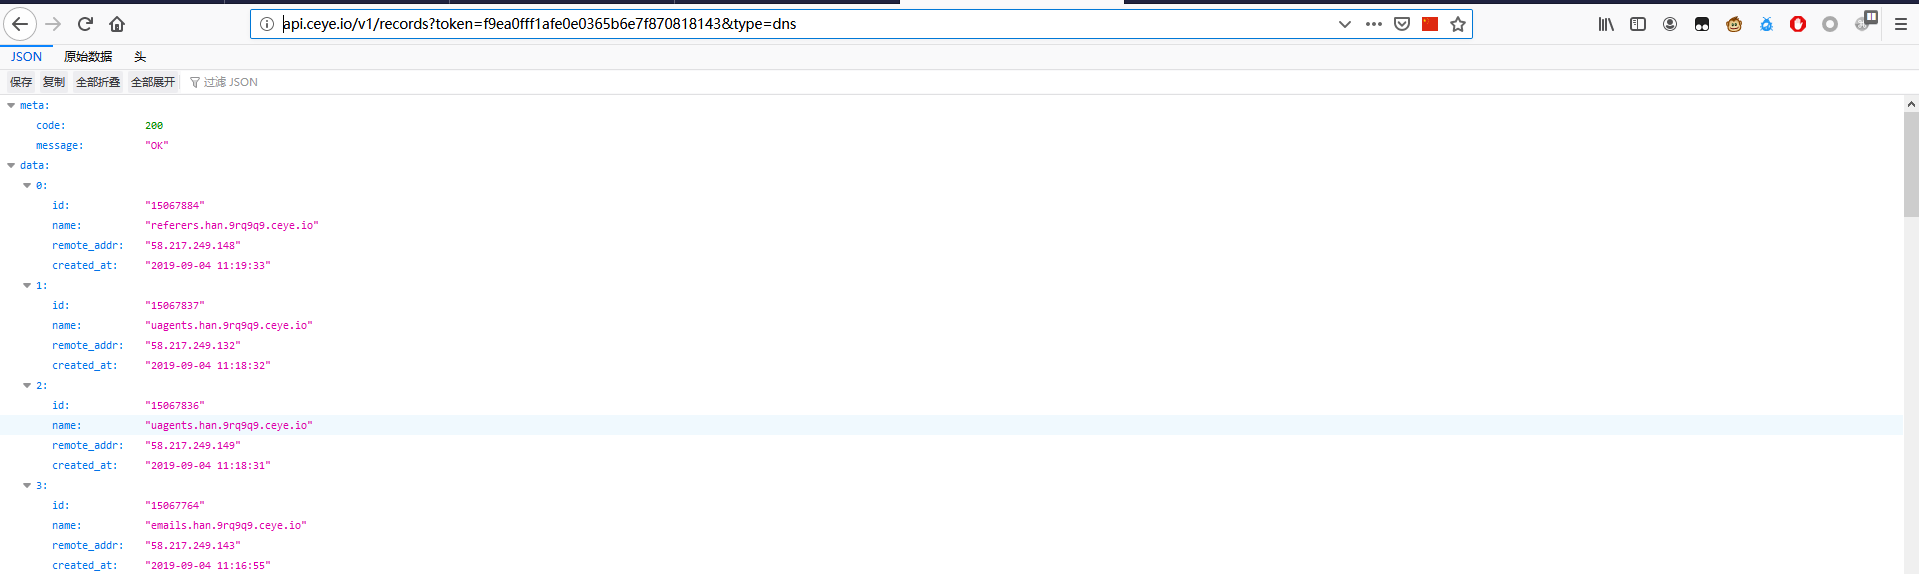 api.ceye.io/v1/records?token=f9ea0fff1afe0e0365b6e7f870818143&type=dns
JSON 原始数据 头
保存 复制 全部折叠 全部展开 过滤 JSON
meta:
code: 200
message: "OK"
data:
0:
id: "15067884"
name: "referers.han.9rq9q9.ceye.io"
remote_addr: "58.217.249.148"
created_at: "2019-09-04 11:19:33"
1:
id: "15067837"
name: "uagents.han.9rq9q9.ceye.io"
remote_addr: "58.217.249.132"
created_at: "2019-09-04 11:18:32"
2:
id: "15067836"
name: "uagents.han.9rq9q9.ceye.io"
remote_addr: "58.217.249.149"
created_at: "2019-09-04 11:18:31"
3:
id: "15067764"
name: "emails.han.9rq9q9.ceye.io"
remote_addr: "58.217.249.143"
created_at: "2019-09-04 11:16:55"